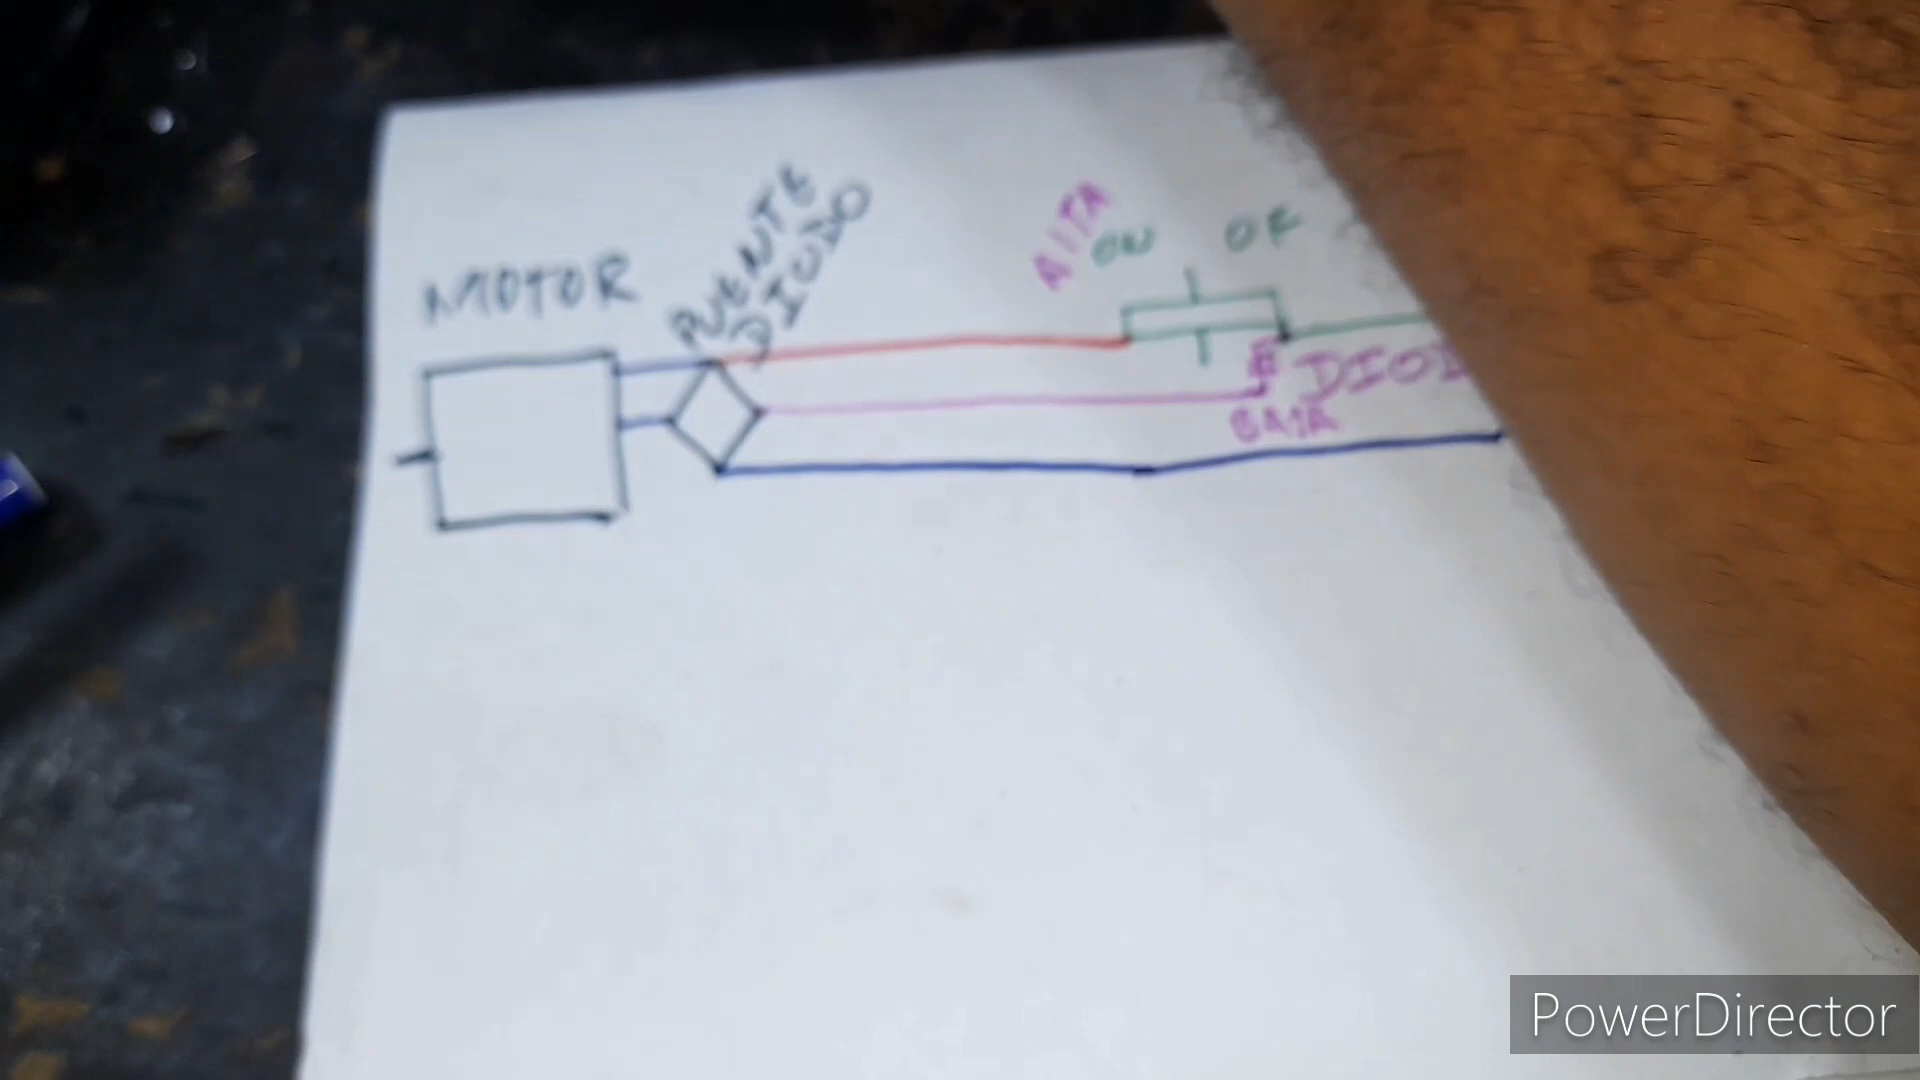 MOTOR
PUENTE
DIODO
ALTA
ON OF
DIOD
BAJA
PowerDirector